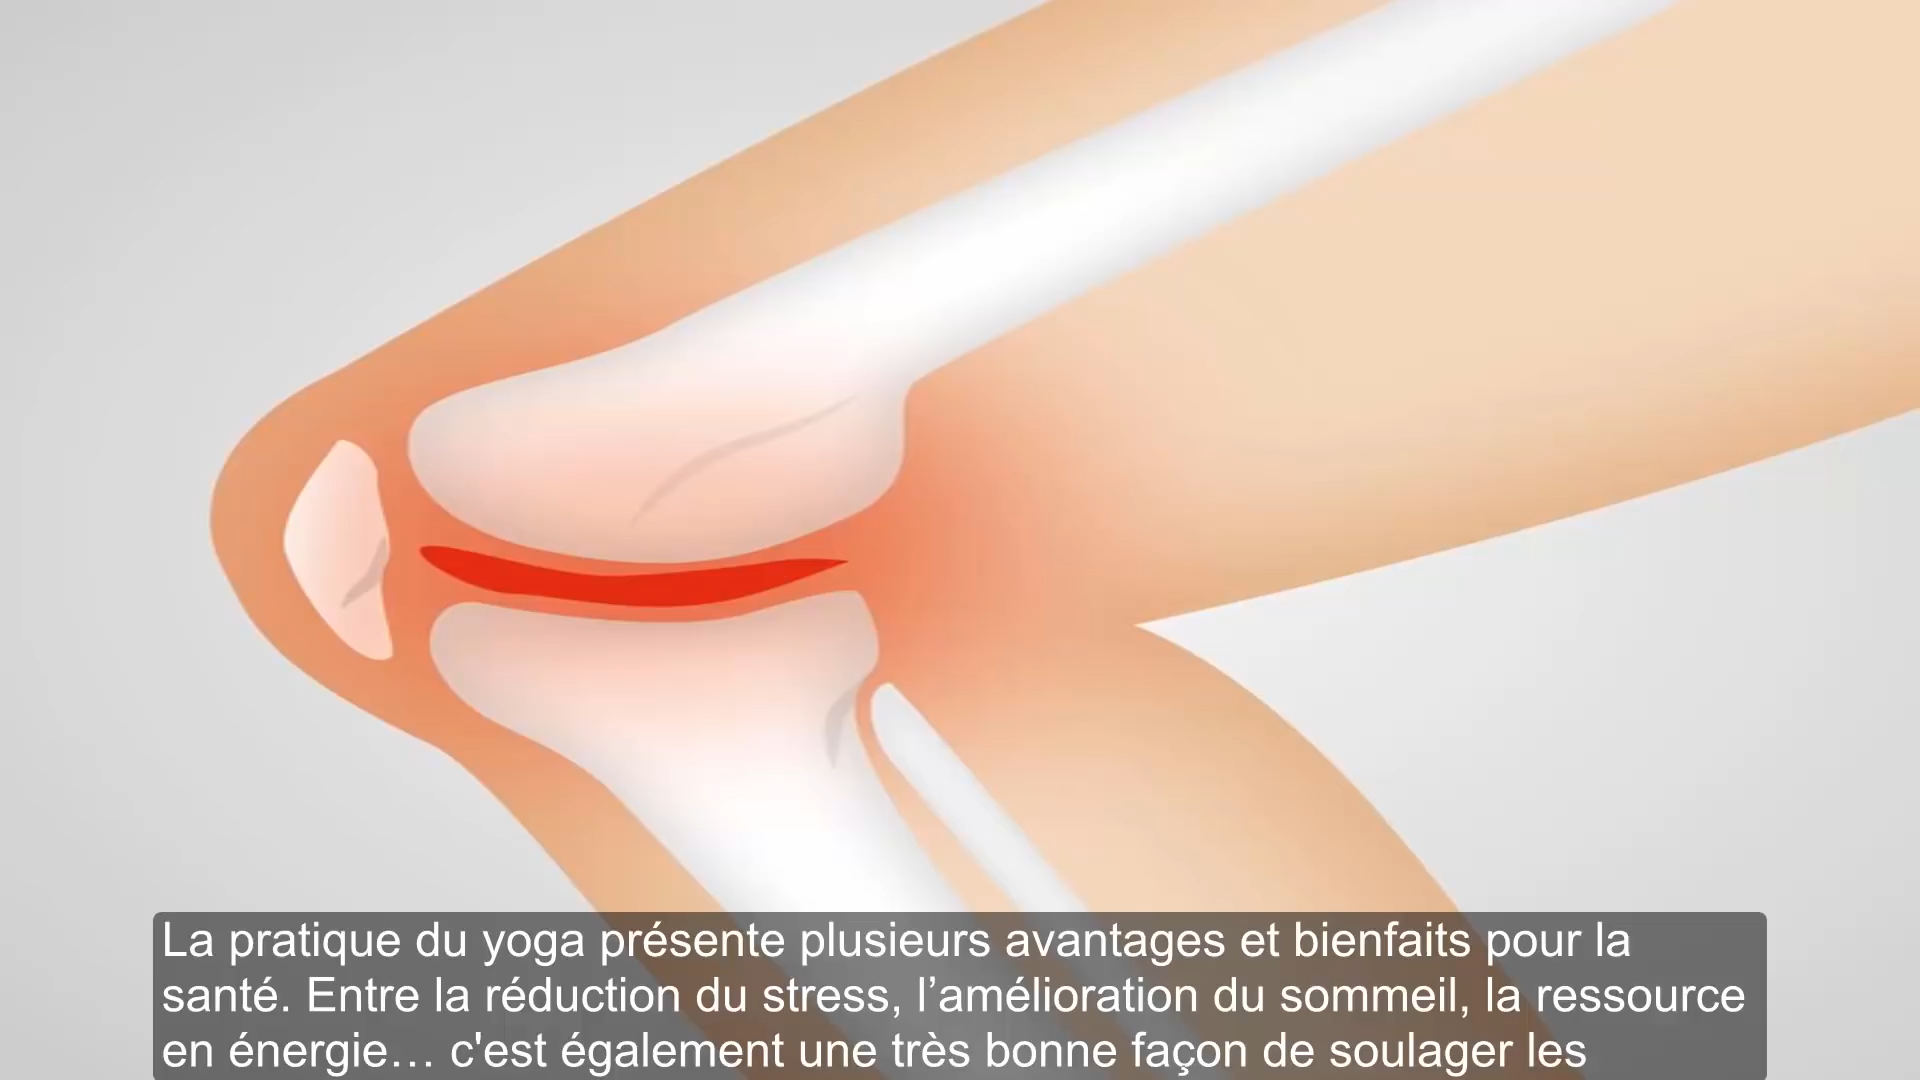 La pratique du yoga présente plusieurs avantages et bienfaits pour la
santé. Entre la réduction du stress, l’amélioration du sommeil, la ressource
en énergie… c'est également une très bonne façon de soulager les